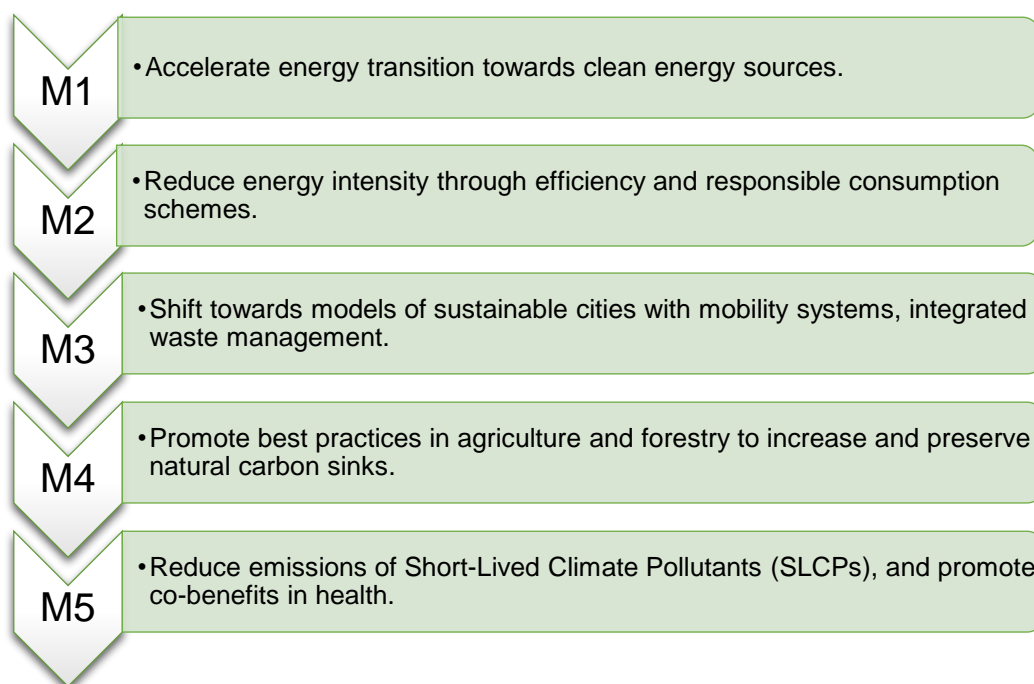 M1
•Accelerate energy transition towards clean energy sources.
M2
•Reduce energy intensity through efficiency and responsible consumption
schemes.
M3
•Shift towards models of sustainable cities with mobility systems, integrated
waste management.
M4
•Promote best practices in agriculture and forestry to increase and preserve
natural carbon sinks.
M5
•Reduce emissions of Short-Lived Climate Pollutants (SLCPs), and promote
co-benefits in health.